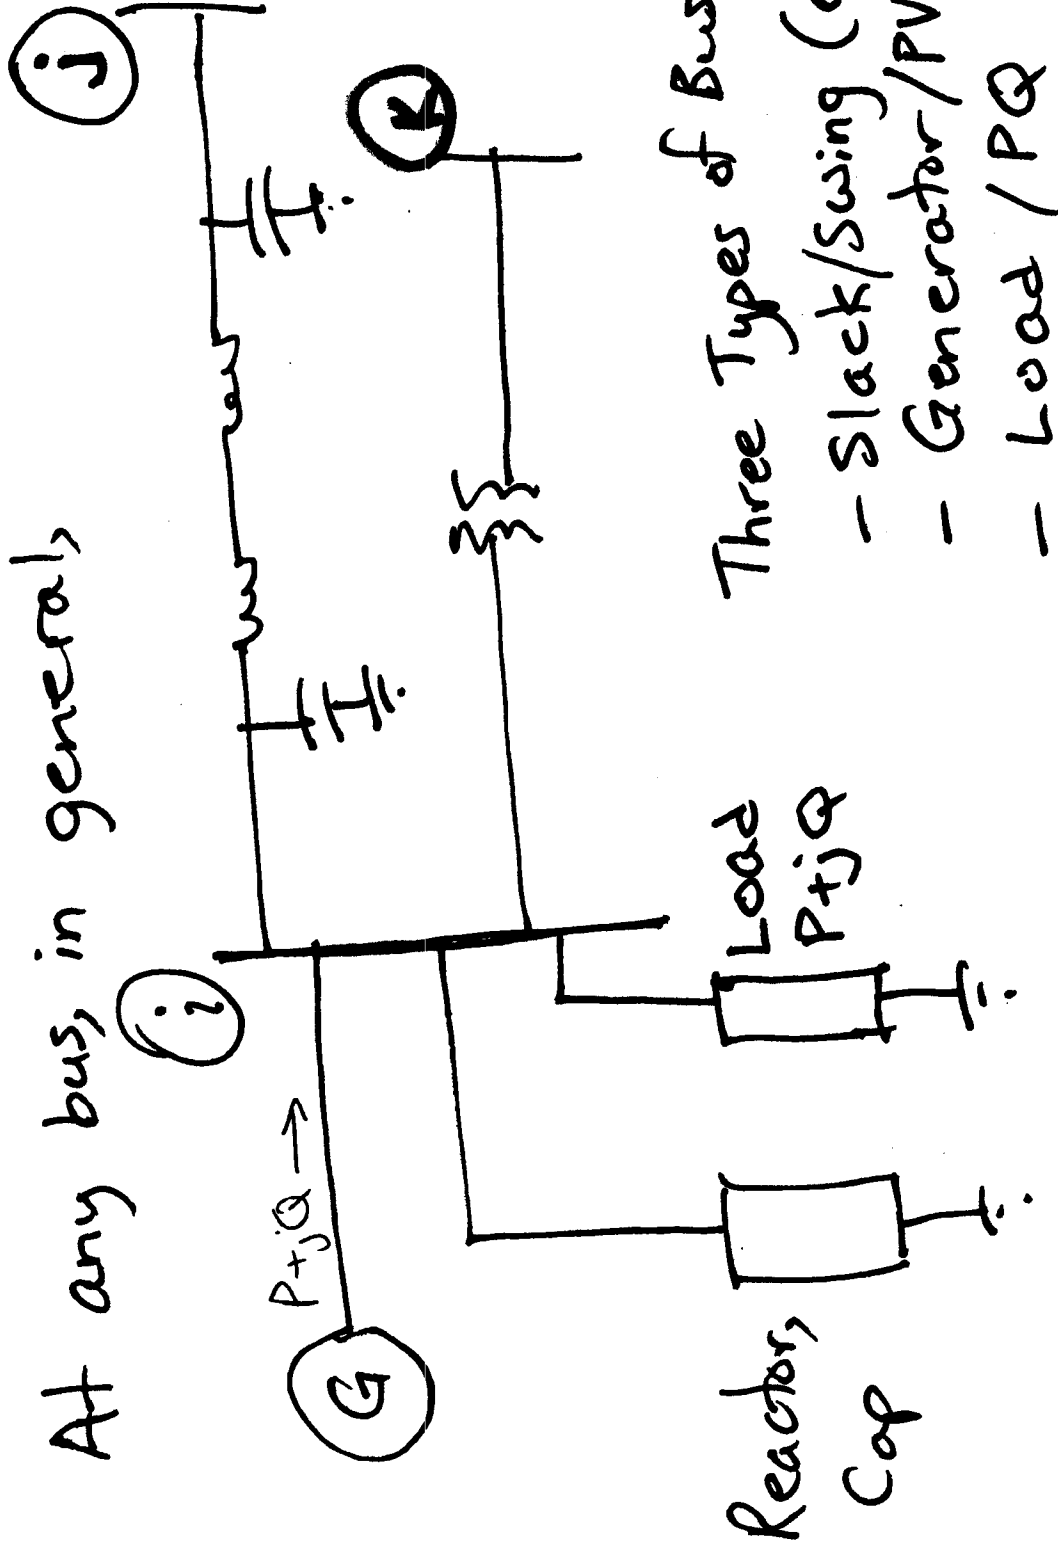 At any bus, in general,
i
j
P+jQ →
G
K
Reactor,
Cap
Load
P+jQ
Three Types of Bus
- Slack/Swing (
- Generator/PV
- Load/PQ